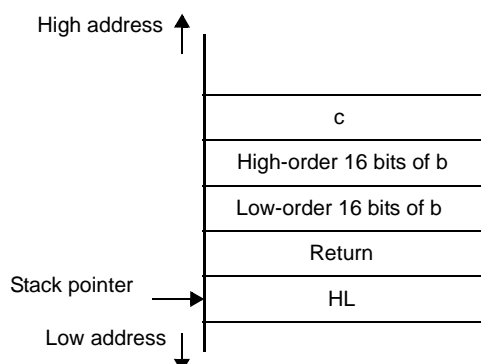 High address
c
High-order 16 bits of b
Low-order 16 bits of b
Return
Stack pointer
HL
Low address